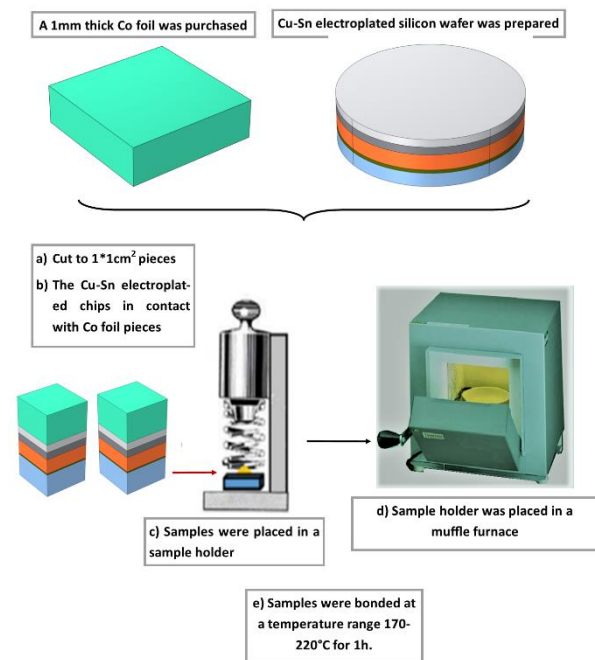 A 1mm thick Co foil was purchased
Cu-Sn electroplated silicon wafer was prepared
a) Cut to 1*1cm² pieces
b) The Cu-Sn electroplat-
ed chips in contact
with Co foil pieces
c) Samples were placed in a
sample holder
d) Sample holder was placed in a
muffle furnace
e) Samples were bonded at
a temperature range 170-
220°C for 1h.